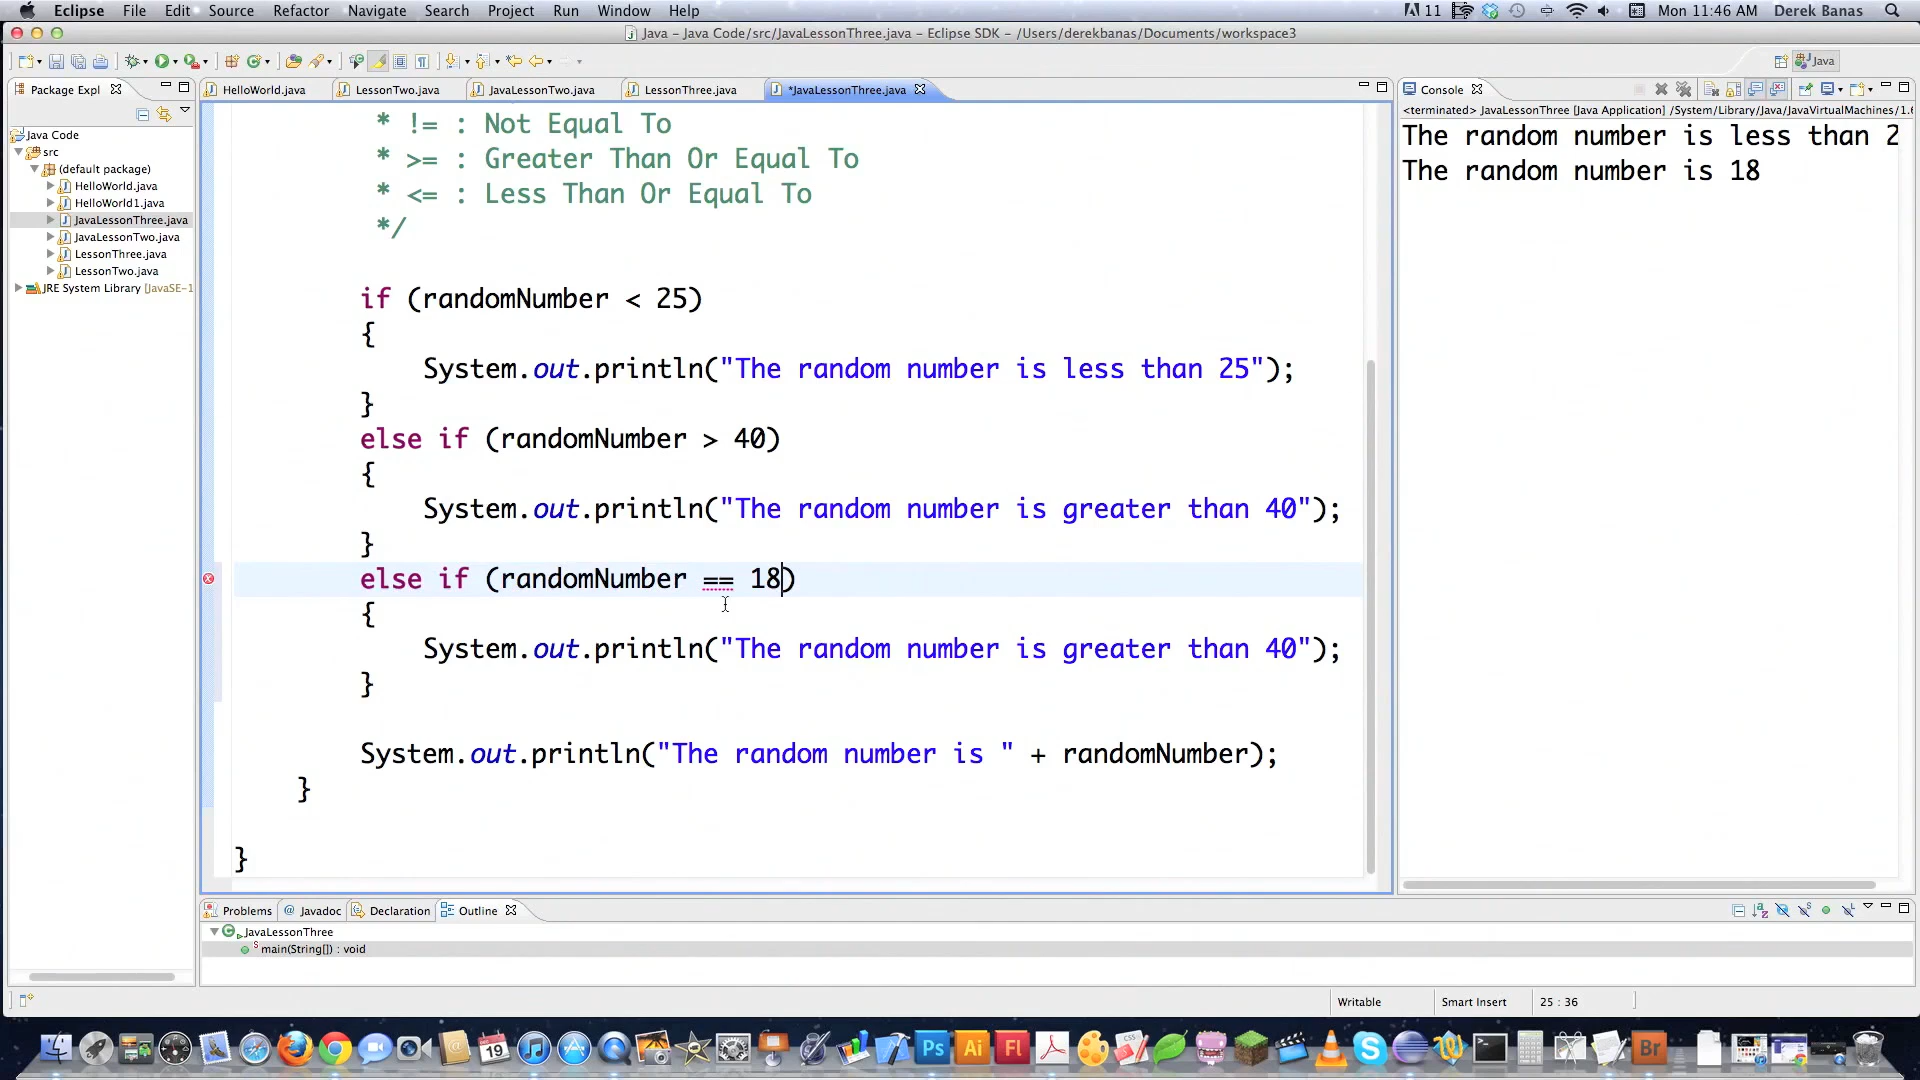 Eclipse File Edit Source Refactor Navigate Search Project Run Window Help 11 Mon 11:46 AM Derek Banas
Java – Java Code/src/JavaLessonThree.java – Eclipse SDK – /Users/derekbanas/Documents/workspace3
Java
Package Expl
HelloWorld.java LessonTwo.java JavaLessonTwo.java LessonThree.java *JavaLessonThree.java
Console
<terminated> JavaLessonThree [Java Application] /System/Library/Java/JavaVirtualMachines/1.6
The random number is less than 2
The random number is 18
Java Code
src
(default package)
HelloWorld.java
HelloWorld1.java
JavaLessonThree.java
JavaLessonTwo.java
LessonThree.java
LessonTwo.java
JRE System Library [JavaSE-1
* != : Not Equal To
* >= : Greater Than Or Equal To
* <= : Less Than Or Equal To
*/
if (randomNumber < 25)
{
System.out.println("The random number is less than 25");
}
else if (randomNumber > 40)
{
System.out.println("The random number is greater than 40");
}
else if (randomNumber == 18)
{
System.out.println("The random number is greater than 40");
}
System.out.println("The random number is " + randomNumber);
}
}
Problems @ Javadoc Declaration Outline
JavaLessonThree
main(String[]) : void
Writable Smart Insert 25 : 36
19
Ps Ai Fl Br